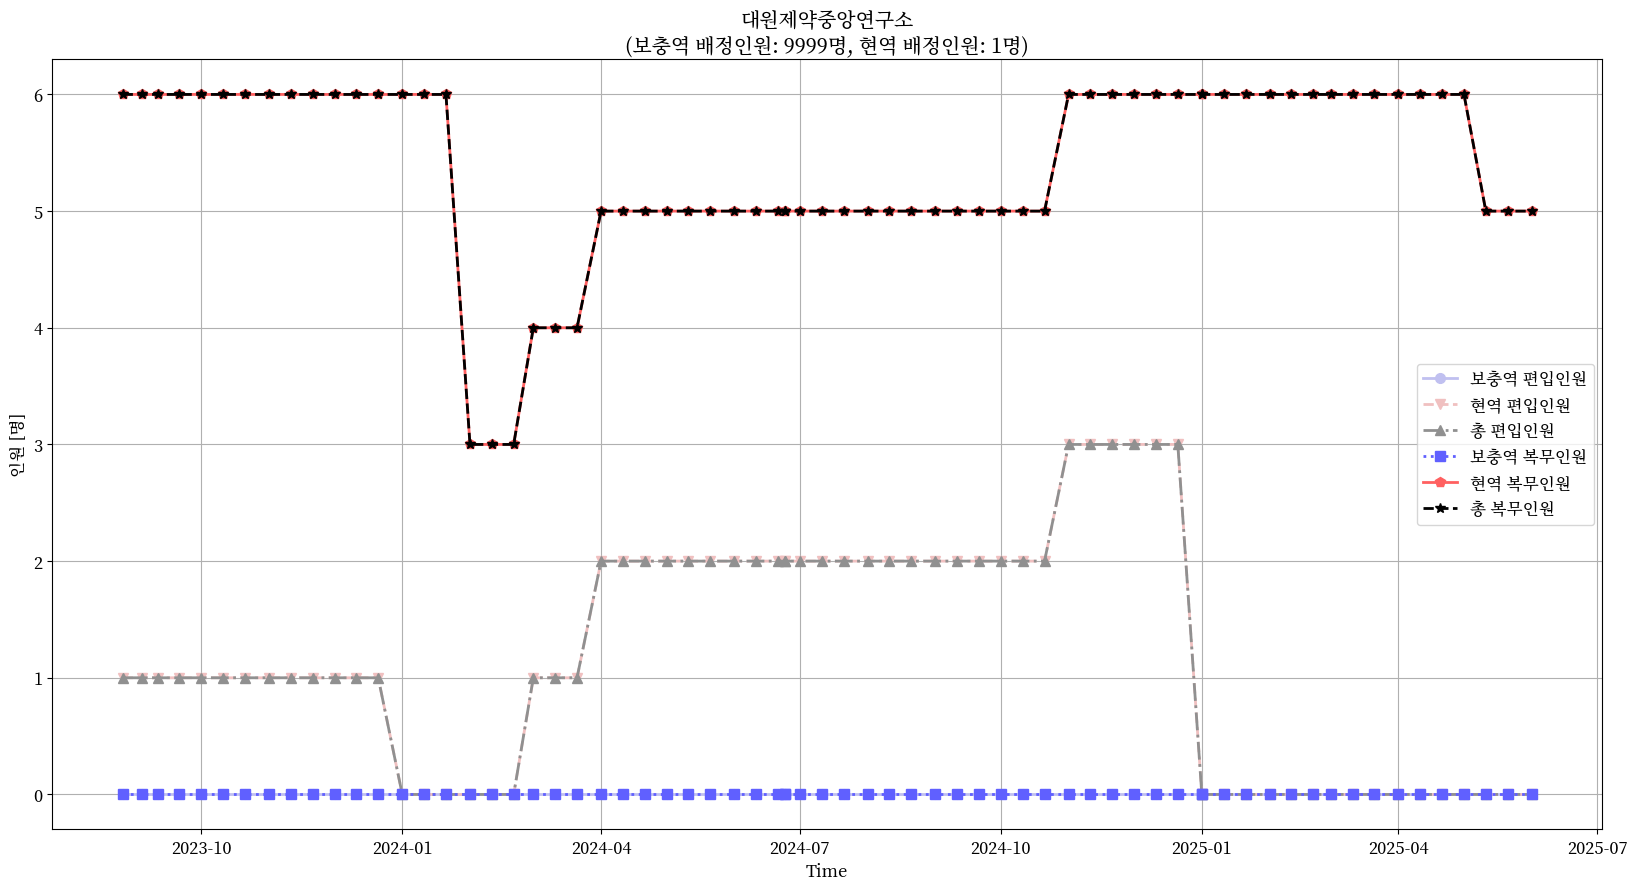 대원제약중앙연구소
(보충역 배정인원: 9999명, 현역 배정인원: 1명)
인원 [명]
6
5
4
3
2
1
0
보충역 편입인원
현역 편입인원
총 편입인원
보충역 복무인원
현역 복무인원
총 복무인원
2023-10
2024-01
2024-04
2024-07
2024-10
2025-01
2025-04
2025-07
Time